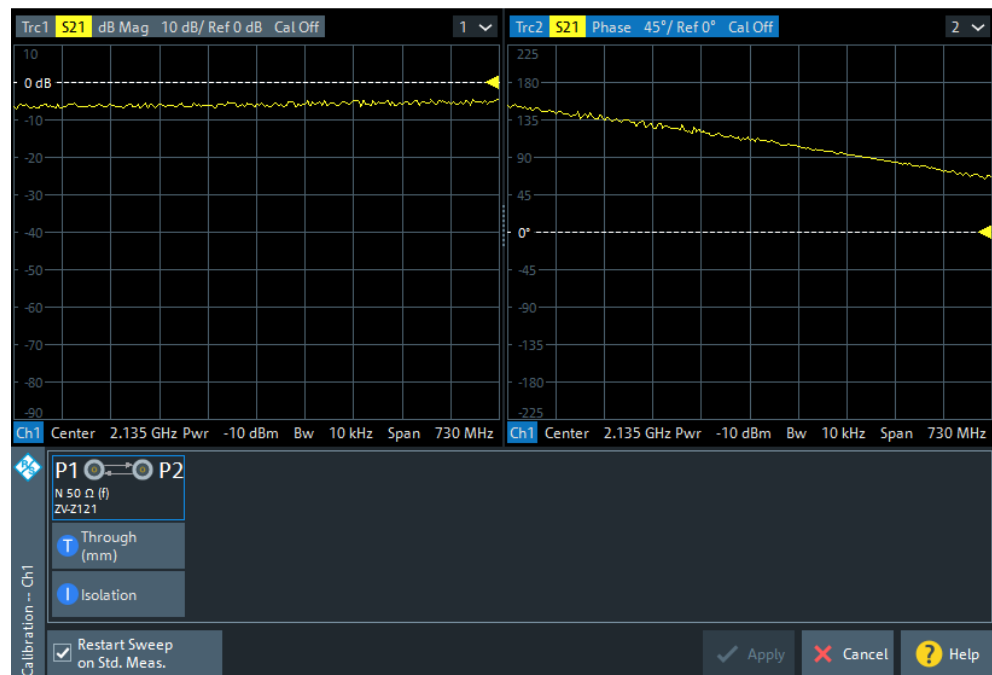 Trc1 S21 dB Mag 10 dB/ Ref 0 dB Cal Off 1
10
0 dB
-10
-20
-30
-40
-50
-60
-70
-80
-90
Ch1 Center 2.135 GHz Pwr -10 dBm Bw 10 kHz Span 730 MHz
Trc2 S21 Phase 45°/ Ref 0° Cal Off 2
225
180
135
90
45
0°
-45
-90
-135
-180
-225
Ch1 Center 2.135 GHz Pwr -10 dBm Bw 10 kHz Span 730 MHz
Calibration -- Ch1
R&S
P1 P2
N 50 Ω (f)
ZV-Z121
T Through
(mm)
I Isolation
Restart Sweep
on Std. Meas.
Apply
Cancel
? Help